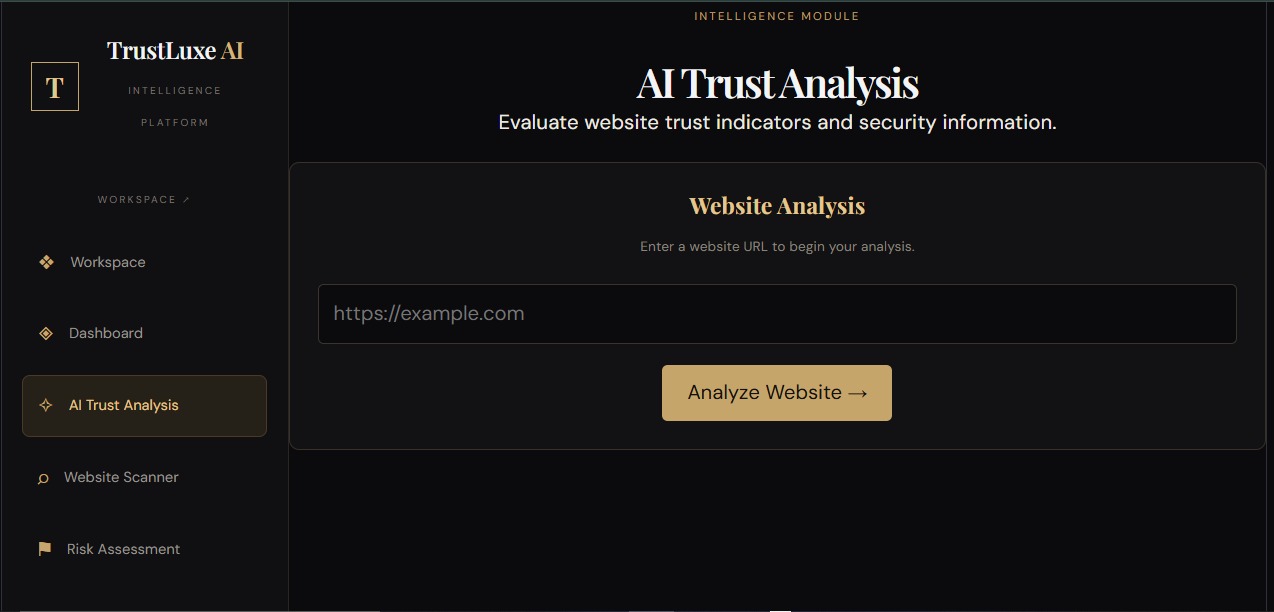 TrustLuxe AI
T
INTELLIGENCE
PLATFORM
WORKSPACE ↗
Workspace
Dashboard
AI Trust Analysis
Website Scanner
Risk Assessment
INTELLIGENCE MODULE
AI Trust Analysis
Evaluate website trust indicators and security information.
Website Analysis
Enter a website URL to begin your analysis.
https://example.com
Analyze Website →